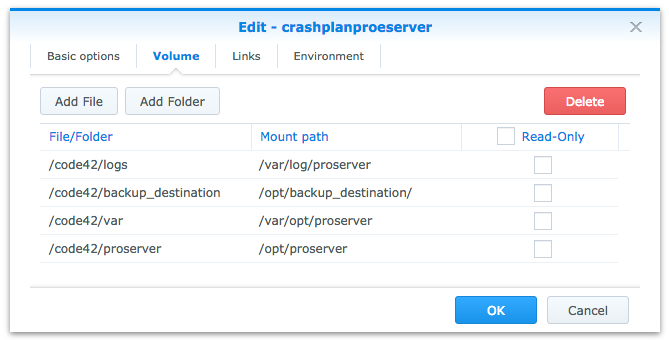 Edit - crashplanproeserver
Basic options Volume Links Environment
Add File Add Folder Delete
File/Folder Mount path Read-Only
/code42/logs /var/log/proserver
/code42/backup_destination /opt/backup_destination/
/code42/var /var/opt/proserver
/code42/proserver /opt/proserver
OK Cancel